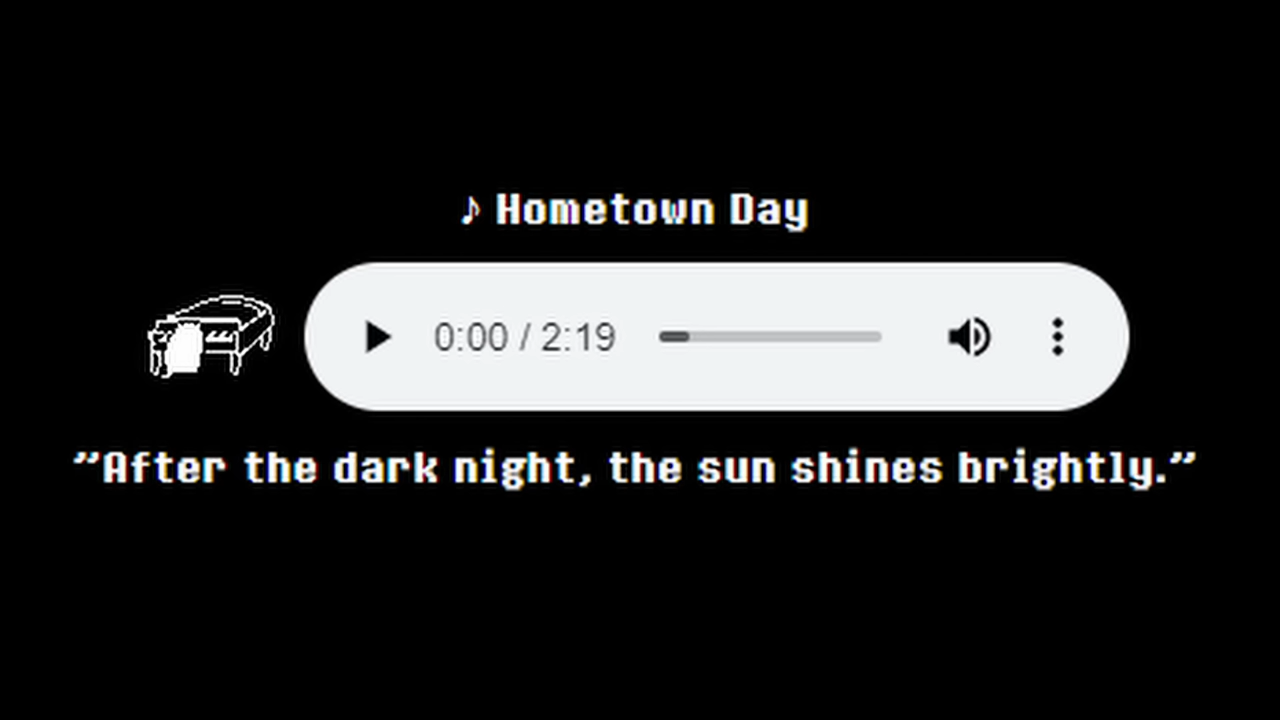 ♪ Hometown Day
0:00 / 2:19
"After the dark night, the sun shines brightly."